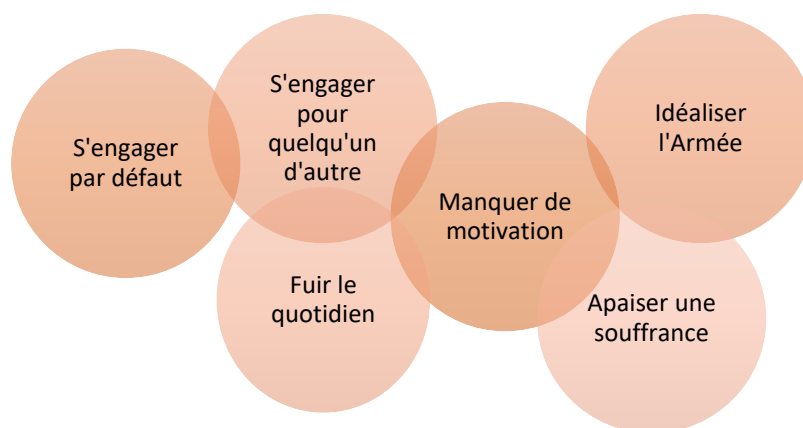 S'engager
par défaut
S'engager
pour
quelqu'un
d'autre
Fuir le
quotidien
Manquer de
motivation
Idéaliser
l'Armée
Apaiser une
souffrance